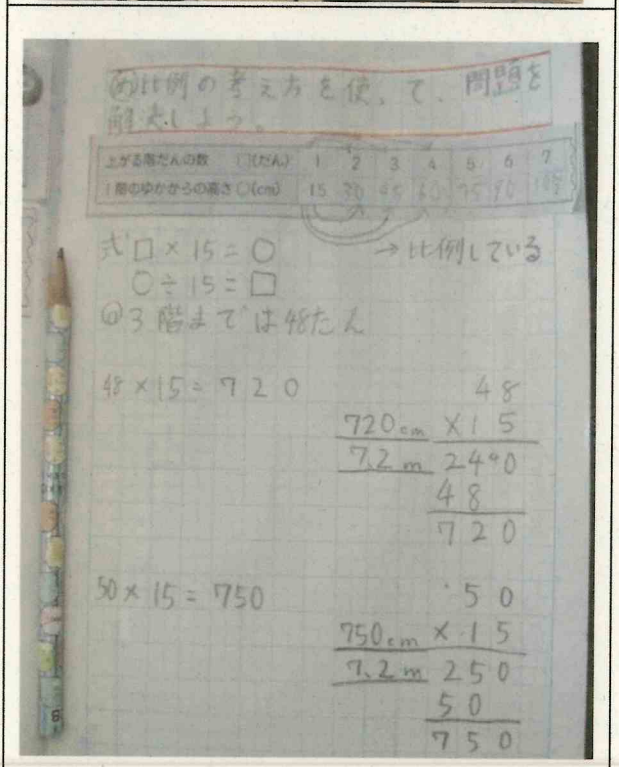 め比例の考え方を使って、問題を
解決しよう。
上がる階だんの数 □(だん) 1 2 3 4 5 6 7
1階のゆかからの高さ○(cm) 15 30 45 60 75 90 105
式 □ × 15 = ○
→ 比例している
○ ÷ 15 = □
3階までは48だん
48 × 15 = 720
48
720cm ×15
7.2m 240
48
720
50 × 15 = 750
50
750cm ×15
7.2m 250
50
750